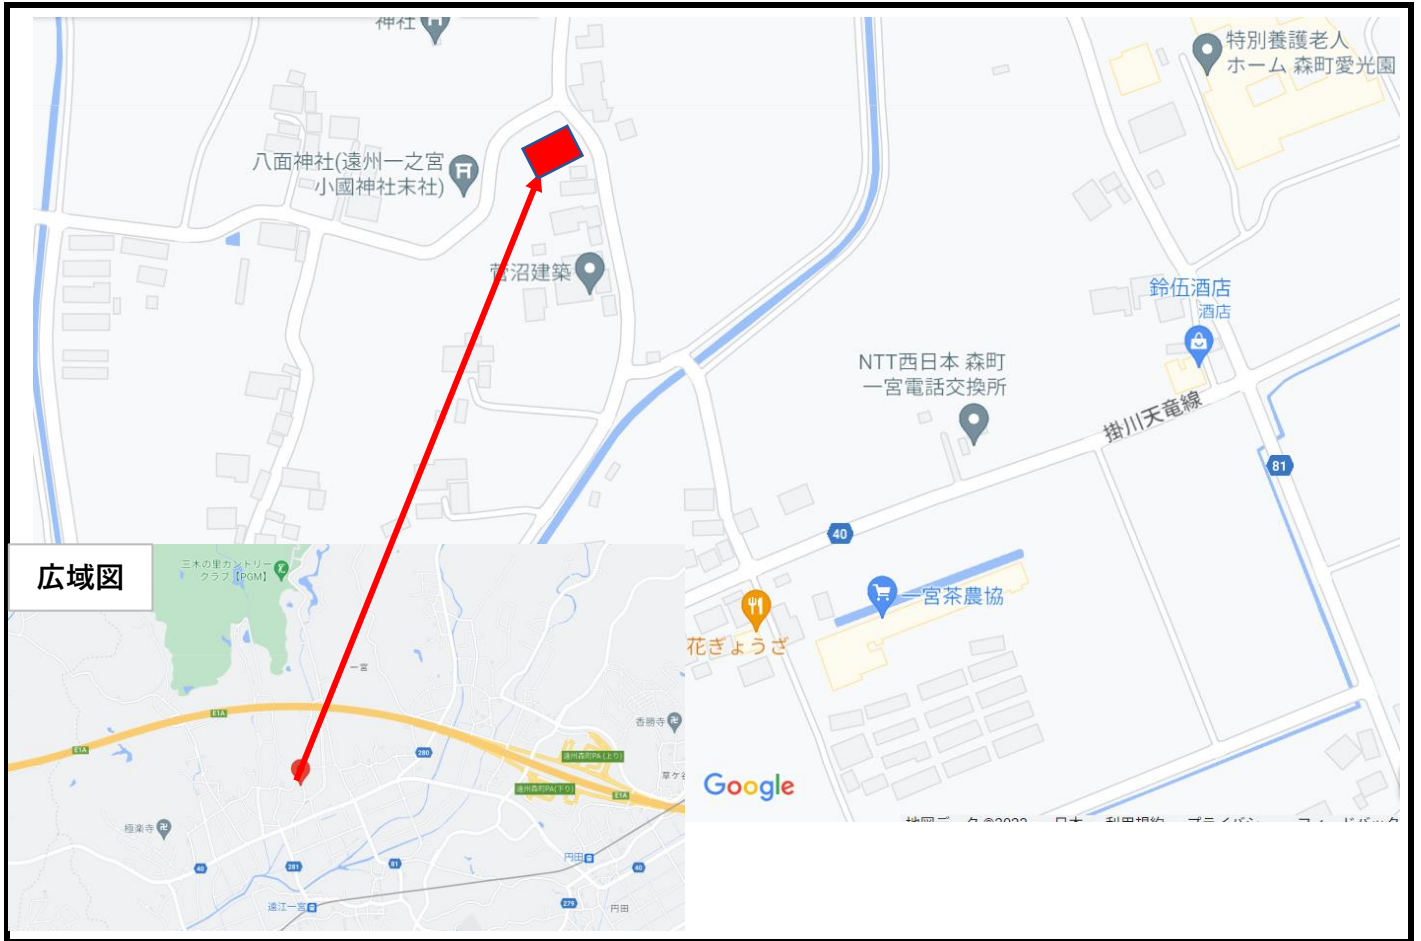 神社
特別養護老人
ホーム 森町愛光園
八面神社(遠州一之宮
小國神社末社)
菅沼建築
鈴伍酒店
酒店
NTT西日本 森町
一宮電話交換所
掛川天竜線
81
40
一宮茶農協
花ぎょうざ
Google
広域図
三木の里カントリー
クラブ【PGM】
一宮
E1A
香勝寺
E1A
280
遠州森町PA(上り)
草ケ谷
遠州森町PA(下り)
E1A
極楽寺
円田
40
281
81
40
遠江一宮
279
円田